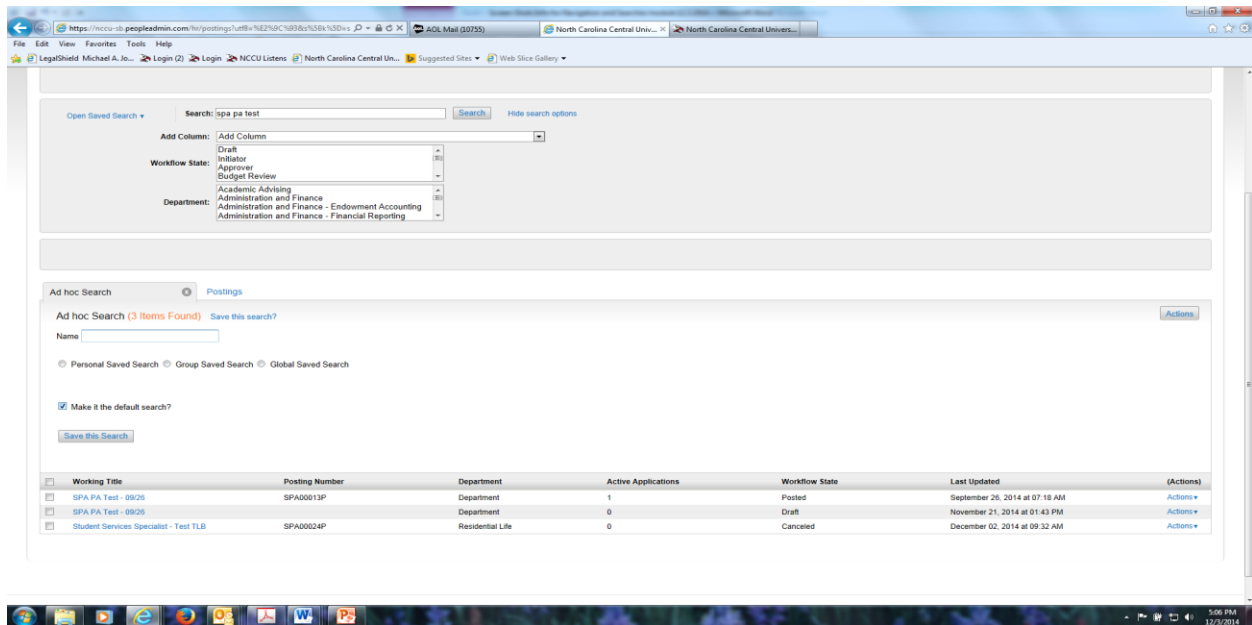 https://nccu-sb.peopleadmin.com/hr/postings?utf8=%E2%9C%93&s%5Bk%5D=s
AOL Mail (10755)
North Carolina Central Univ...
North Carolina Central Univers...
File Edit View Favorites Tools Help
LegalShield Michael A. Jo... Login (2) Login NCCU Listens North Carolina Central Un... Suggested Sites Web Slice Gallery
Open Saved Search Search: spa pa test Search Hide search options
Add Column: Add Column
Workflow State: Draft
Initiator
Approver
Budget Review
Department: Academic Advising
Administration and Finance
Administration and Finance - Endowment Accounting
Administration and Finance - Financial Reporting
Ad hoc Search Postings
Ad hoc Search (3 Items Found) Save this search? Actions
Name
Personal Saved Search Group Saved Search Global Saved Search
Make it the default search?
Save this Search
Working Title Posting Number Department Active Applications Workflow State Last Updated (Actions)
SPA PA Test - 09/26 SPA00013P Department 1 Posted September 26, 2014 at 07:18 AM Actions
SPA PA Test - 09/26 Department 0 Draft November 21, 2014 at 01:43 PM Actions
Student Services Specialist - Test TLB SPA00024P Residential Life 0 Canceled December 02, 2014 at 09:32 AM Actions
5:06 PM
12/3/2014